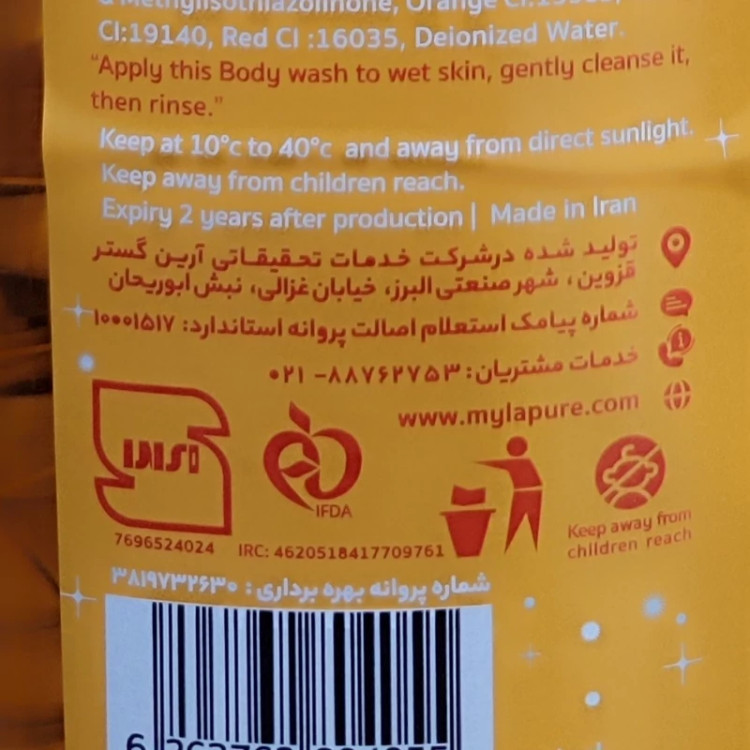 & Methylisothiazolinone, Orange
CI:19140, Red CI :16035, Deionized Water.
"Apply this Body wash to wet skin, gently cleanse it,
then rinse."
Keep at 10°c to 40°c and away from direct sunlight.
Keep away from children reach.
Expiry 2 years after production | Made in Iran
تولید شده درشرکت خدمات تحقیقاتی آرین گستر
قزوین، شهر صنعتی البرز، خیابان غزالی، نبش ابوریحان
شماره پیامک استعلام اصالت پروانه استاندارد: ۱۰۰۰۱۵۱۷
خدمات مشتریان: ۸۸۷۶۲۷۵۳ -۰۲۱
www.mylapure.com
IFDA
Keep away from
children reach
7696524024
IRC: 4620518417709761
شماره پروانه بهره برداری : ۳۸۱۹۷۳۲۶۳۰